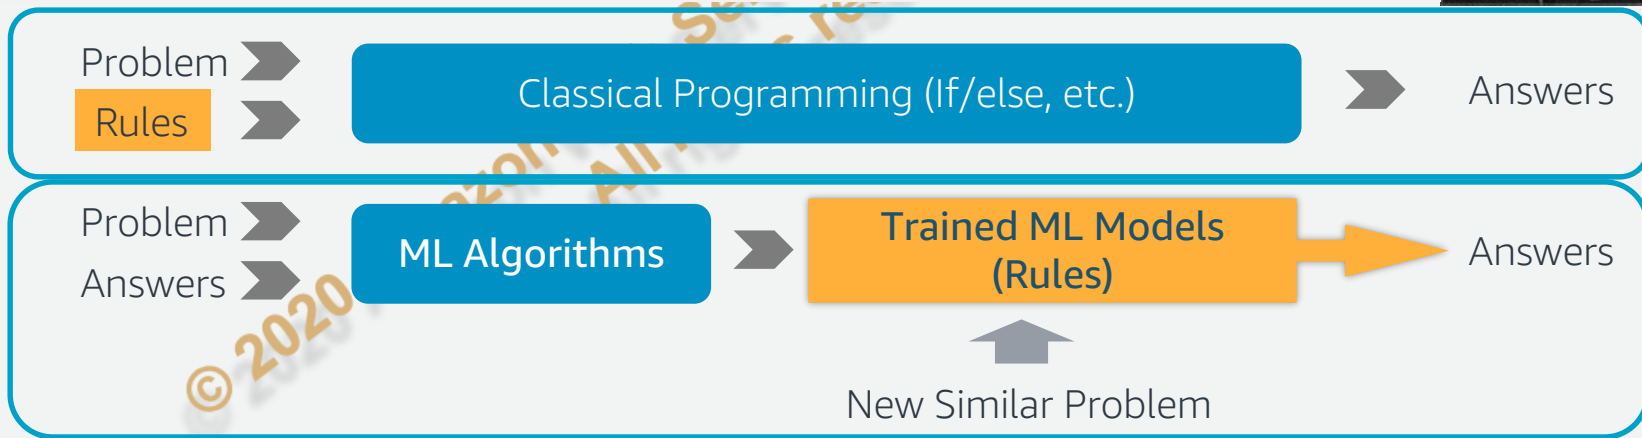 Problem
Rules
Classical Programming (If/else, etc.)
Answers
Problem
Answers
ML Algorithms
Trained ML Models
(Rules)
Answers
New Similar Problem
© 2020